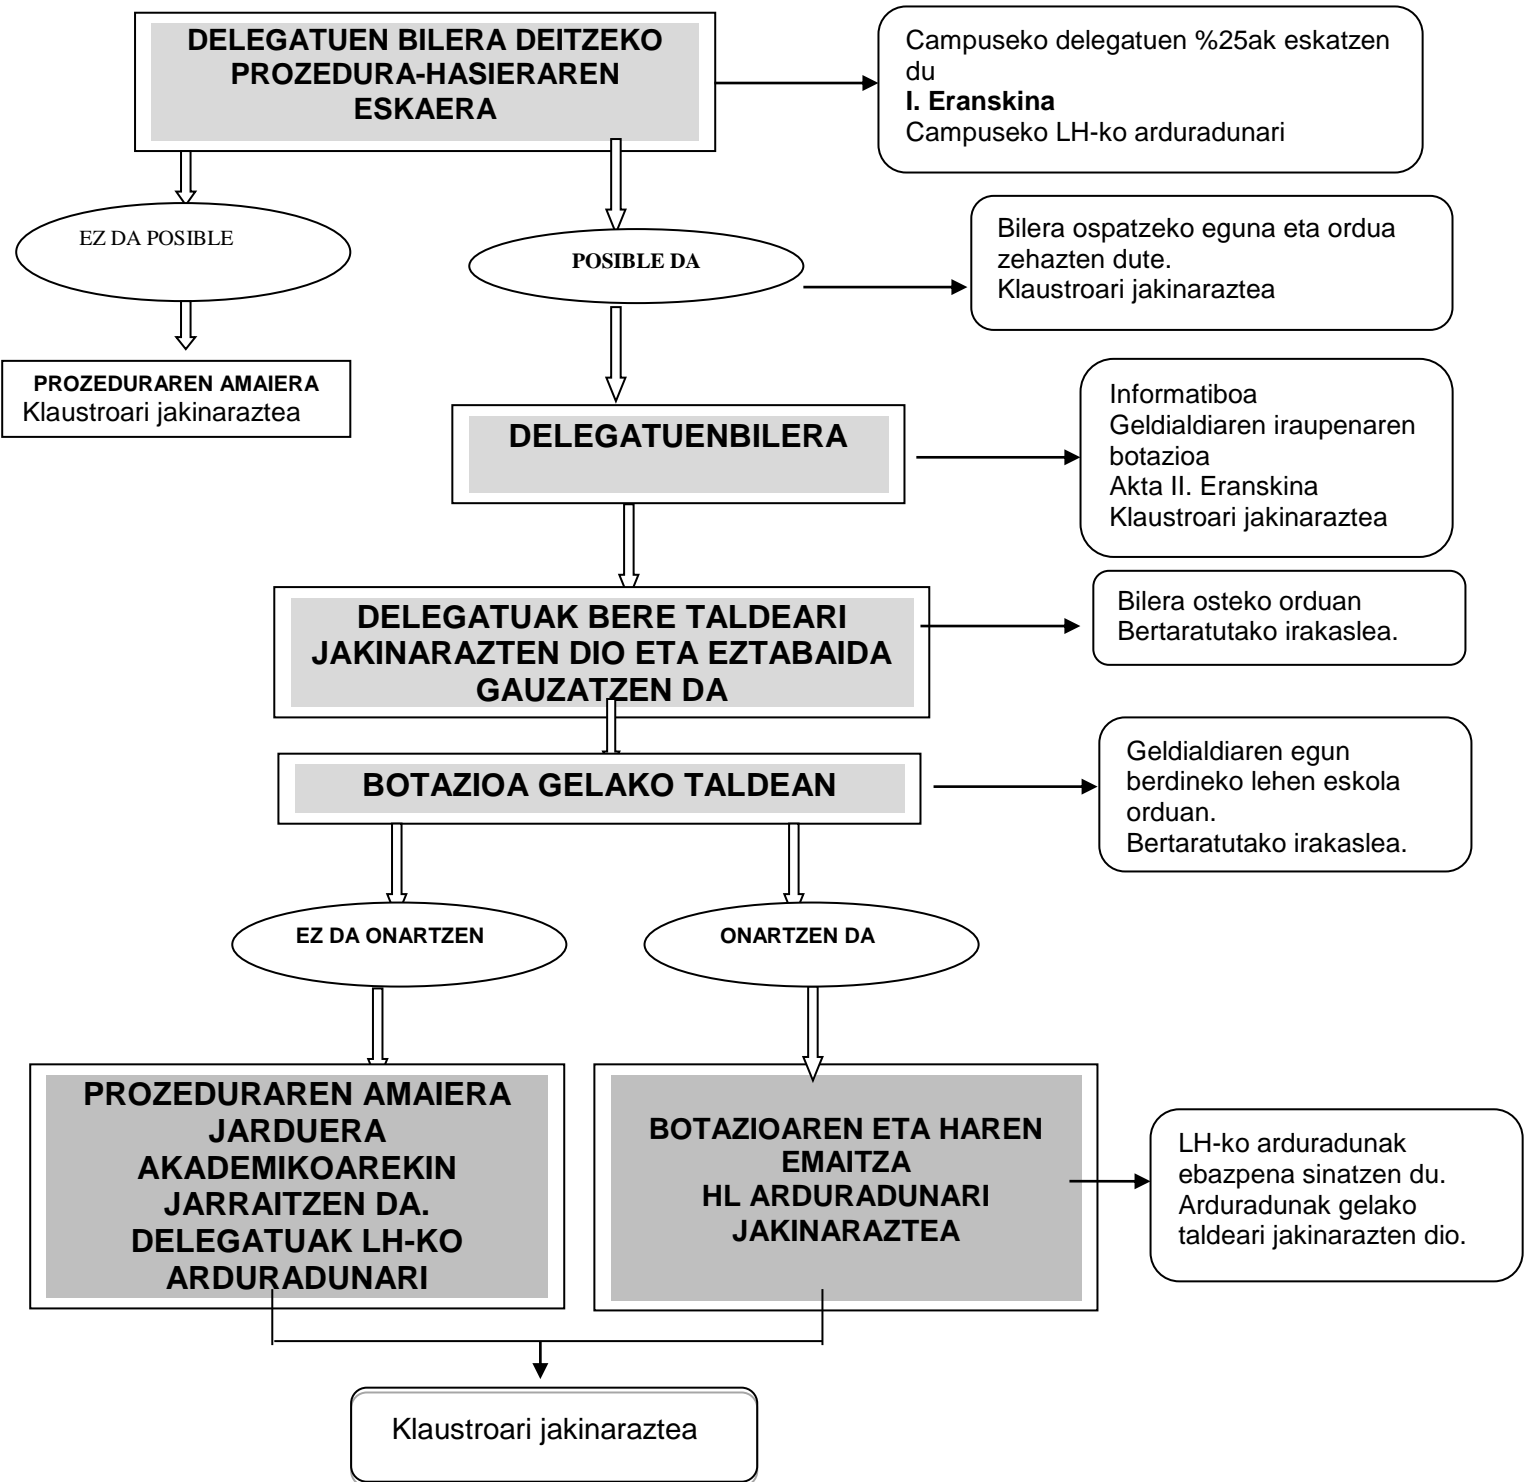 DELEGATUEN BILERA DEITZEKO
PROZEDURA-HASIERAREN
ESKAERA
Campuseko delegatuen %25ak eskatzen
du
I. Eranskina
Campuseko LH-ko arduradunari
EZ DA POSIBLE
POSIBLE DA
Bilera ospatzeko eguna eta ordua
zehazten dute.
Klaustroari jakinaraztea
PROZEDURAREN AMAIERA
Klaustroari jakinaraztea
DELEGATUENBILERA
Informatiboa
Geldialdiaren iraupenaren
botazioa
Akta II. Eranskina
Klaustroari jakinaraztea
DELEGATUAK BERE TALDEARI
JAKINARAZTEN DIO ETA EZTABAIDA
GAUZATZEN DA
Bilera osteko orduan
Bertaratutako irakaslea.
BOTAZIOA GELAKO TALDEAN
Geldialdiaren egun
berdineko lehen eskola
orduan.
Bertaratutako irakaslea.
EZ DA ONARTZEN
ONARTZEN DA
PROZEDURAREN AMAIERA
JARDUERA
AKADEMIKOAREKIN
JARRAITZEN DA.
DELEGATUAK LH-KO
ARDURADUNARI
BOTAZIOAREN ETA HAREN
EMAITZA
HL ARDURADUNARI
JAKINARAZTEA
LH-ko arduradunak
ebazpena sinatzen du.
Arduradunak gelako
taldeari jakinarazten dio.
Klaustroari jakinaraztea